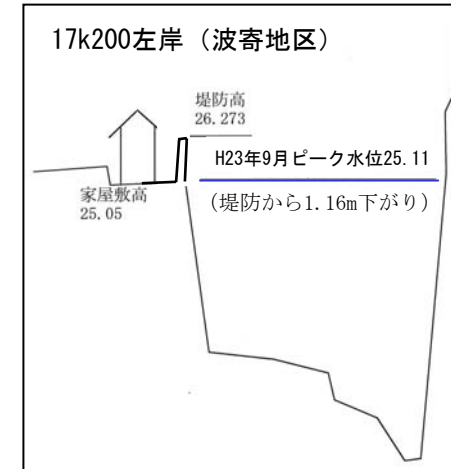 17k200左岸（波寄地区）
堤防高
26.273
H23年9月ピーク水位25.11
（堤防から1.16m下がり）
家屋敷高
25.05